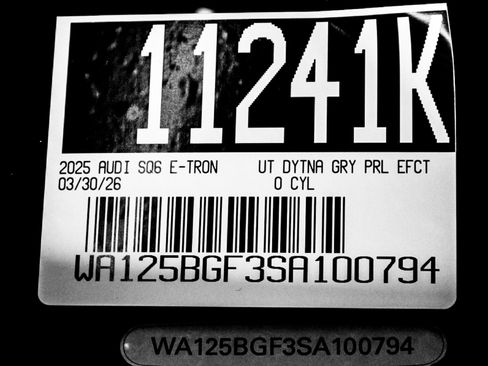 11241K
2025 AUDI SQ6 E-TRON UT DYTNA GRY PRL EFCT
03/30/26 0 CYL
WA125BGF3SA100794
WA125BGF3SA100794